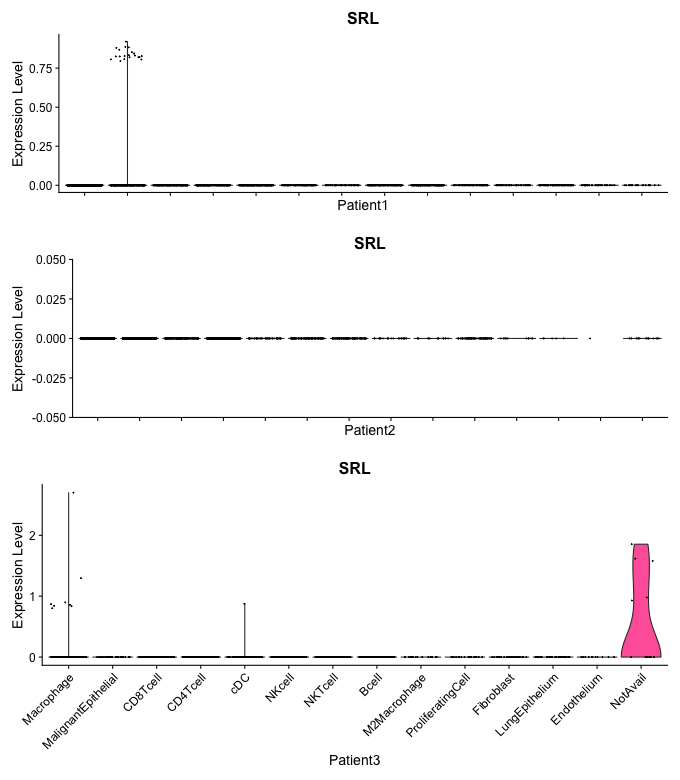 SRL
Expression Level
0.75
0.50
0.25
0.00
Patient1
SRL
Expression Level
0.050
0.025
0.000
-0.025
-0.050
Patient2
SRL
Expression Level
2
1
0
Macrophage
MalignantEpithelial
CD8Tcell
CD4Tcell
cDC
NKcell
NKTcell
Bcell
M2Macrophage
ProliferatingCell
Fibroblast
LungEpithelium
Endothelium
NotAvail
Patient3